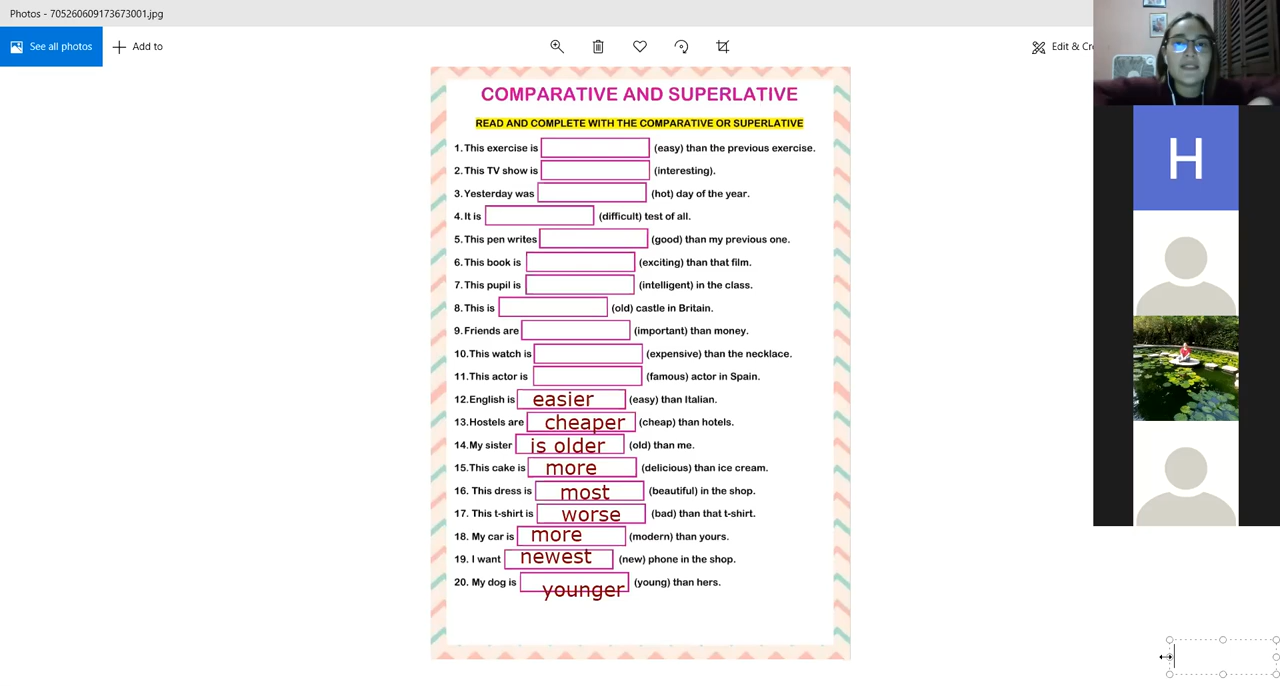 Photos - 705260609173673001.jpg
See all photos
Add to
Edit & Cr
COMPARATIVE AND SUPERLATIVE
READ AND COMPLETE WITH THE COMPARATIVE OR SUPERLATIVE
1. This exercise is (easy) than the previous exercise.
2. This TV show is (interesting).
3. Yesterday was (hot) day of the year.
4. It is (difficult) test of all.
5. This pen writes (good) than my previous one.
6. This book is (exciting) than that film.
7. This pupil is (intelligent) in the class.
8. This is (old) castle in Britain.
9. Friends are (important) than money.
10. This watch is (expensive) than the necklace.
11. This actor is (famous) actor in Spain.
12. English is easier (easy) than Italian.
13. Hostels are cheaper (cheap) than hotels.
14. My sister is older (old) than me.
15. This cake is more (delicious) than ice cream.
16. This dress is most (beautiful) in the shop.
17. This t-shirt is worse (bad) than that t-shirt.
18. My car is more (modern) than yours.
19. I want newest (new) phone in the shop.
20. My dog is younger (young) than hers.
H